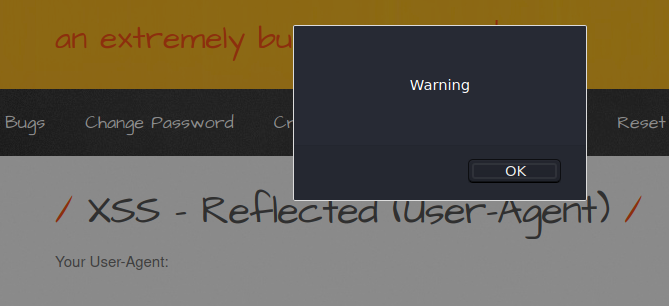 an extremely bu
Warning
Bugs Change Password Cr Reset
OK
/ XSS - Reflected (User-Agent) /
Your User-Agent: